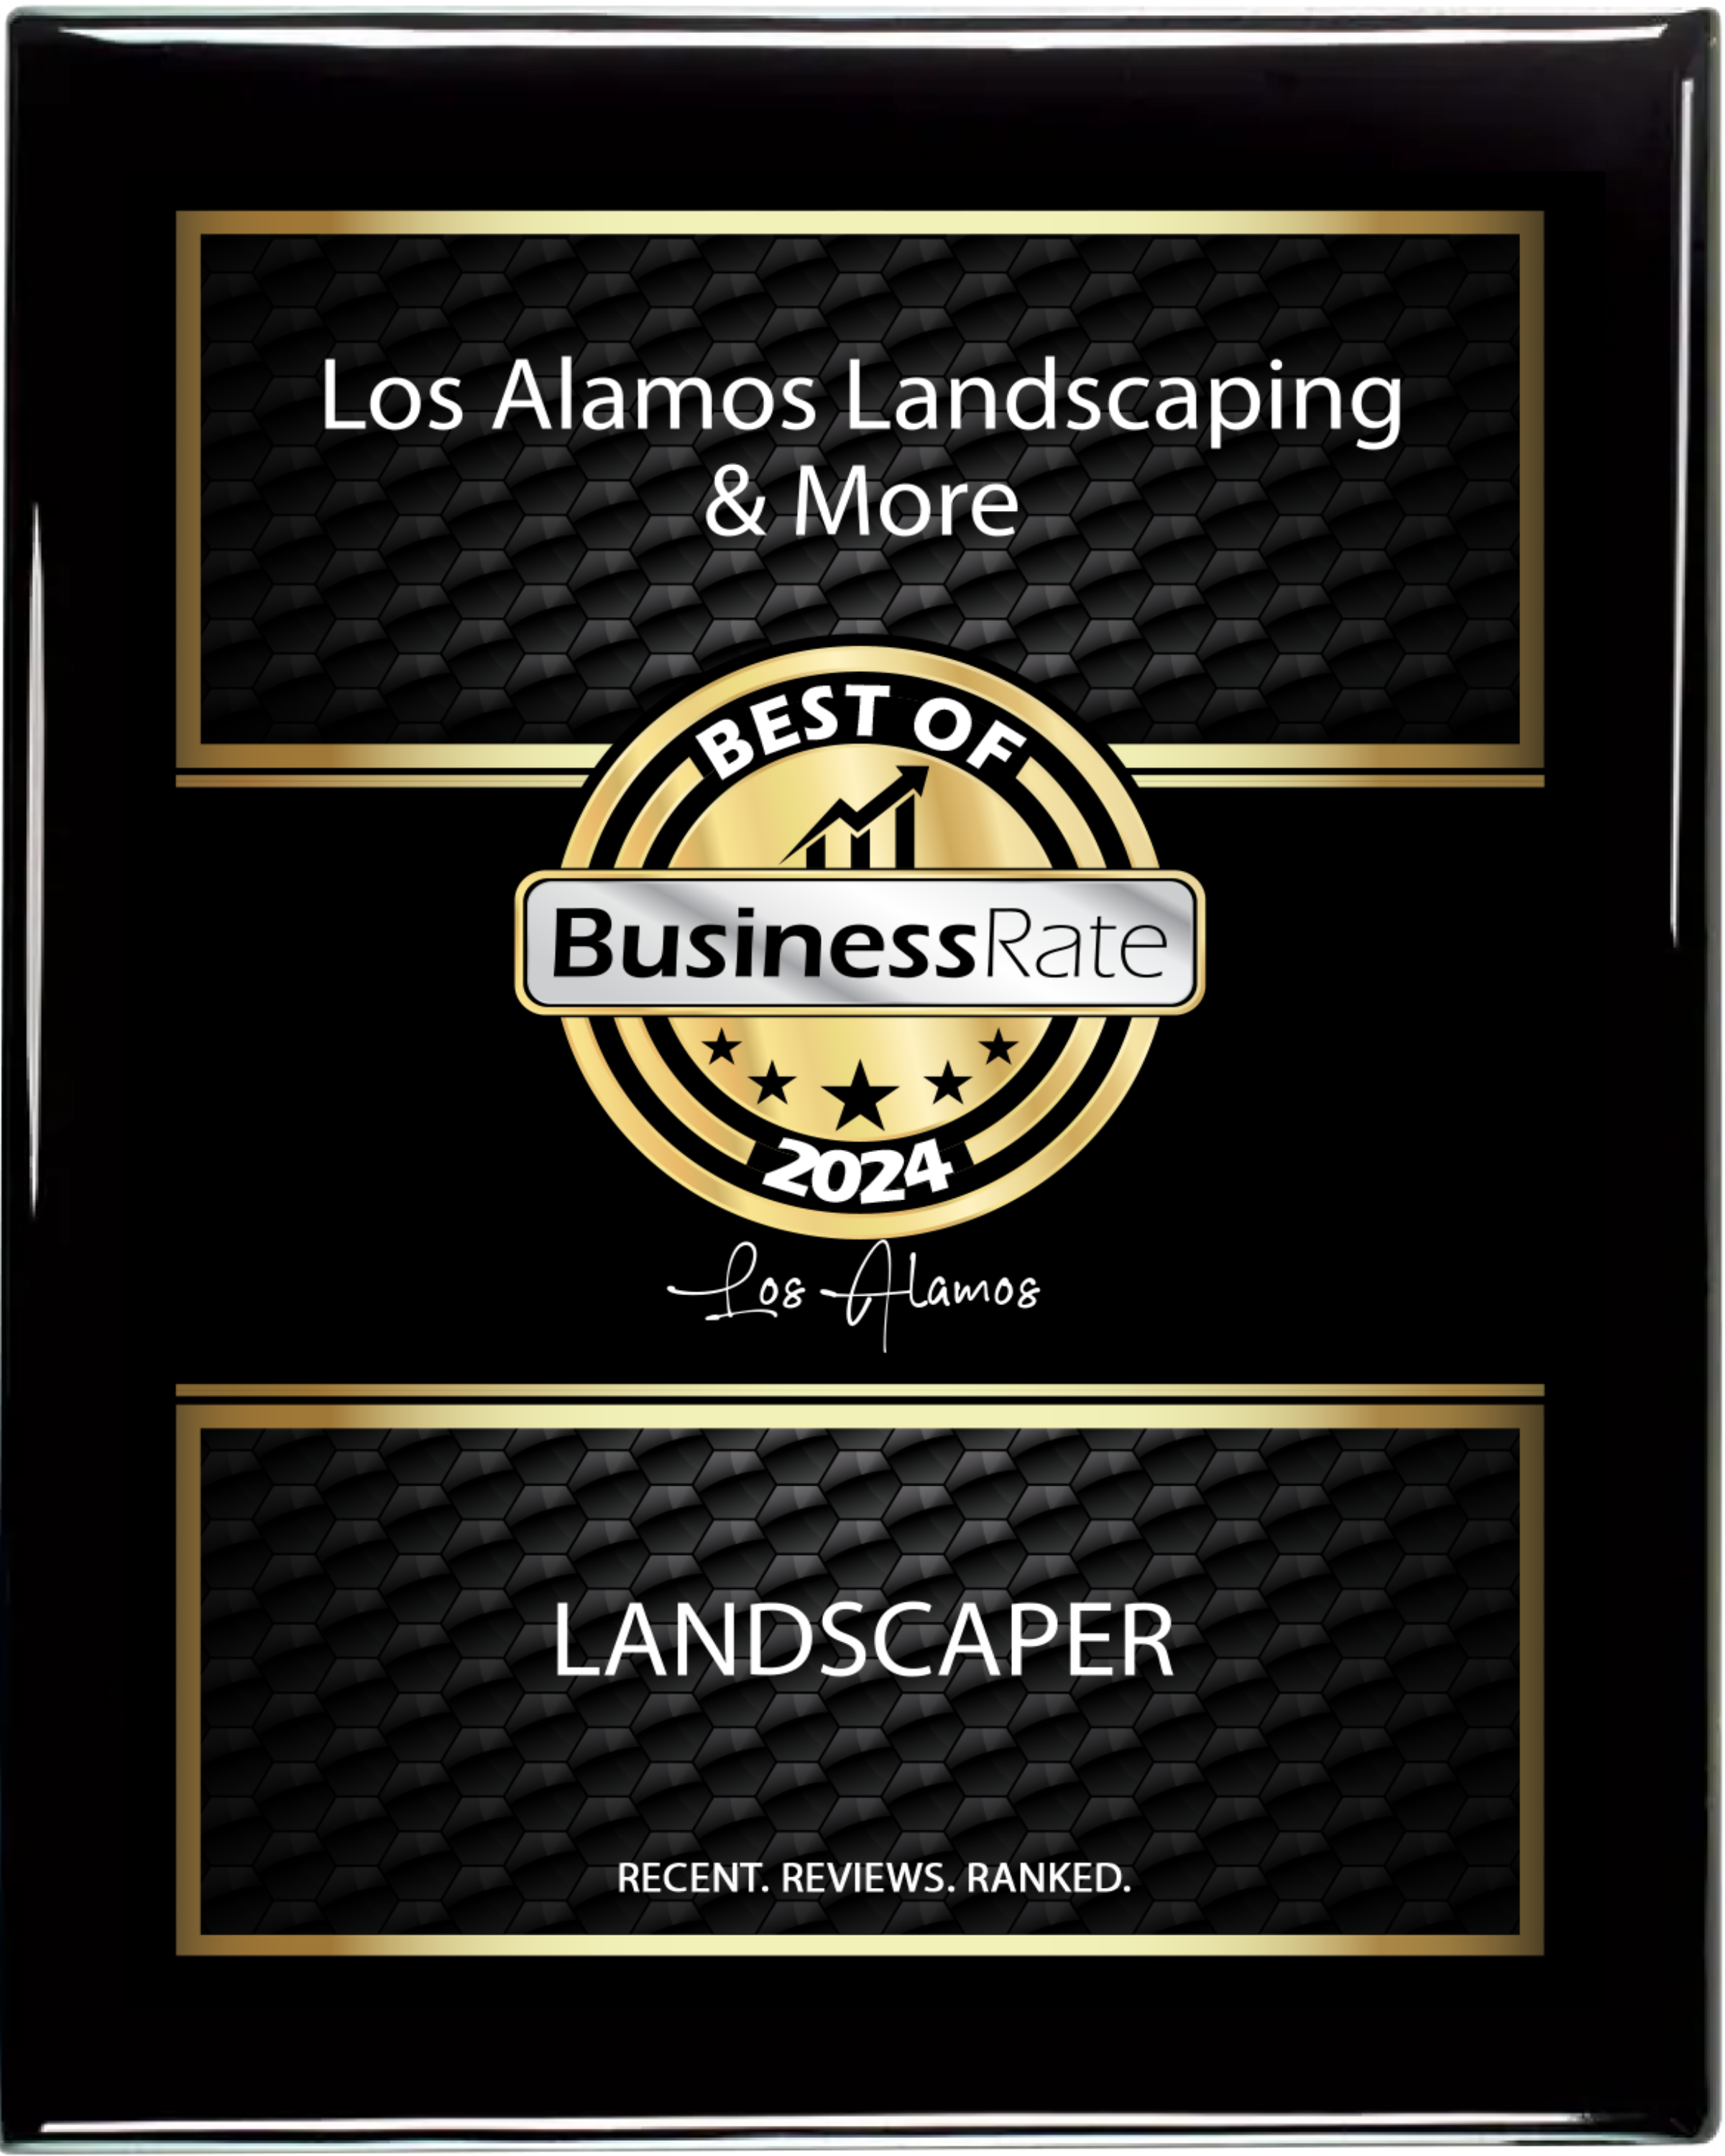 Los Alamos Landscaping
& More
BEST OF
BusinessRate
2024
Los Alamos
LANDSCAPER
RECENT. REVIEWS. RANKED.